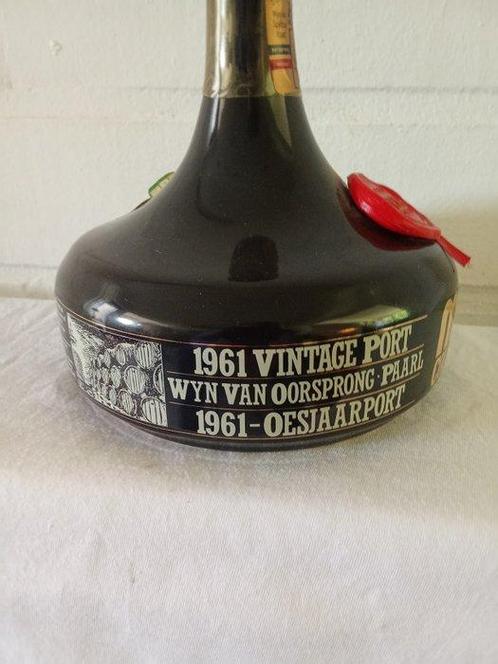 1961 VINTAGE PORT
WYN VAN OORSPRONG · PAARL
1961-OESJAARPORT